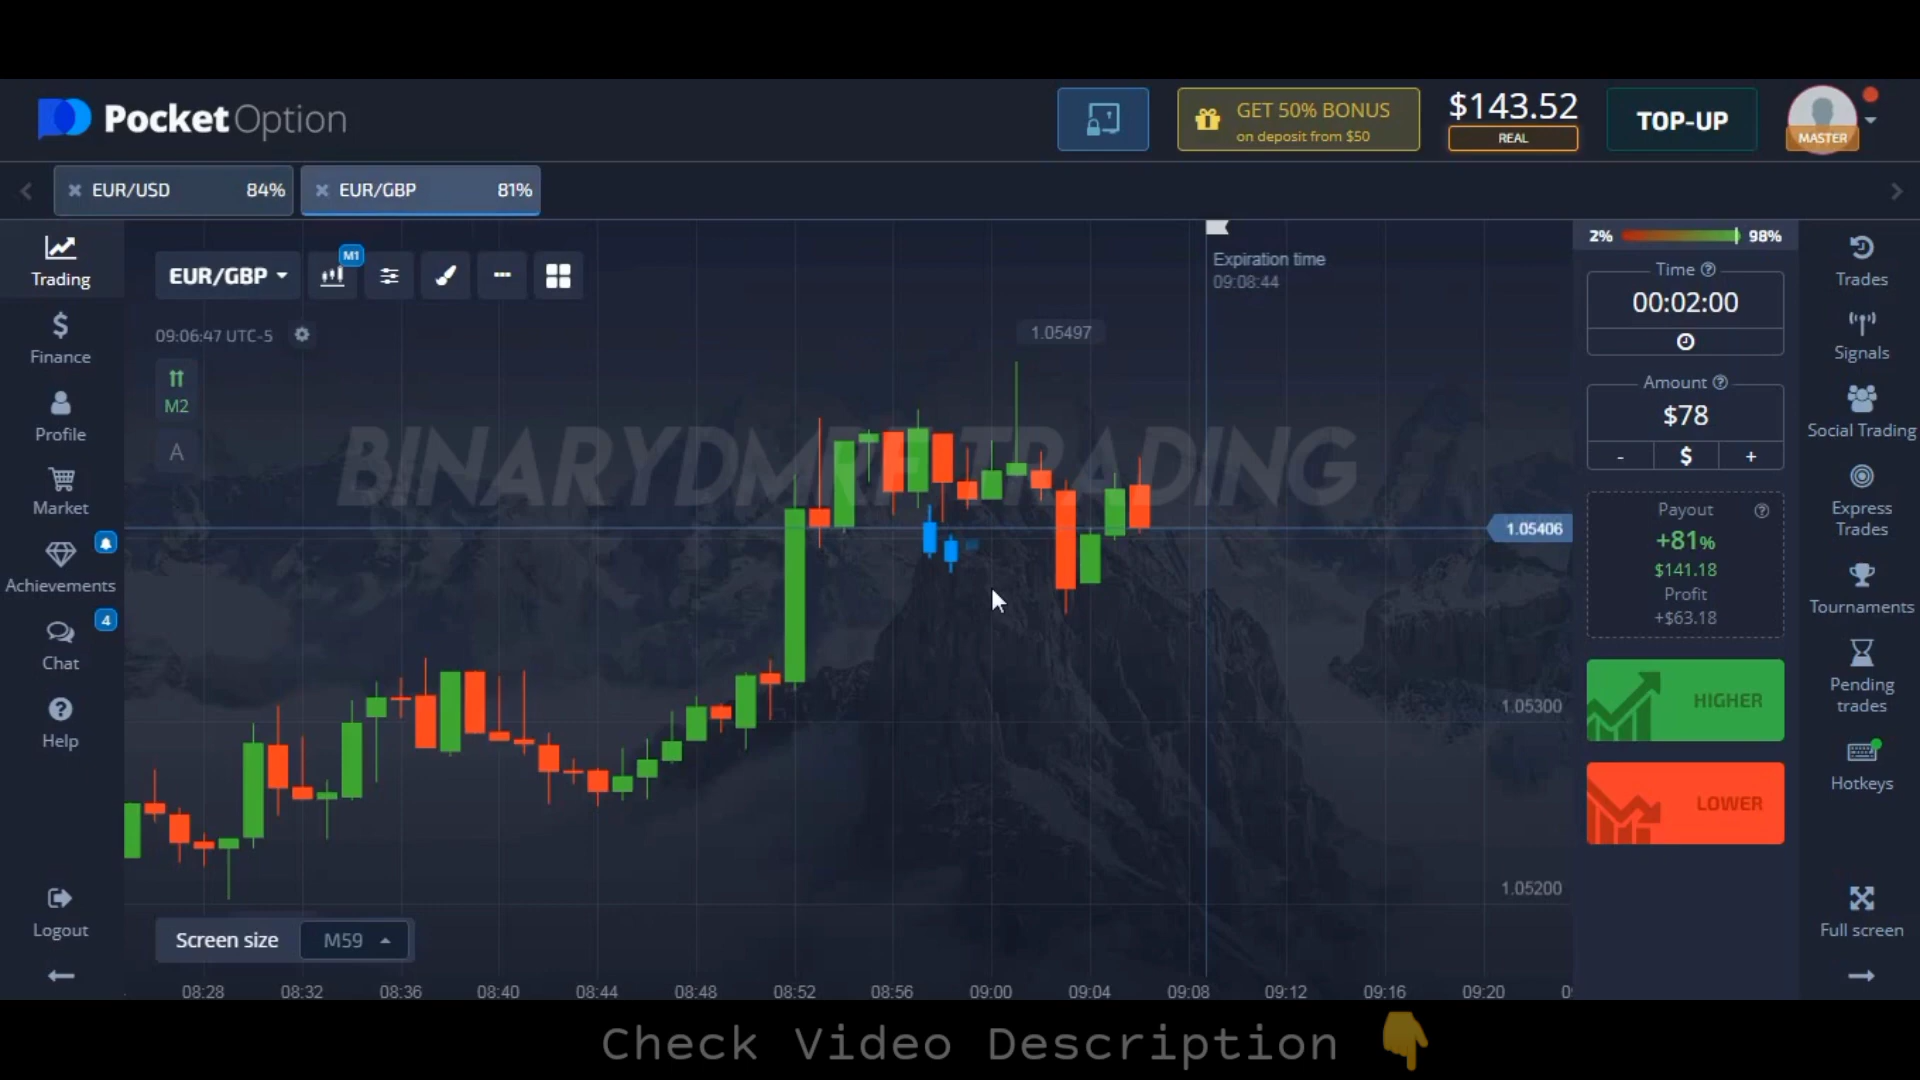 PocketOption
GET 50% BONUS
on deposit from $50
$143.52
REAL
TOP-UP
MASTER
EUR/USD 84%
EUR/GBP 81%
Trading
Finance
Profile
Market
Achievements
4
Chat
Help
Logout
EUR/GBP
M1
09:06:47 UTC-5
M2
A
Expiration time
09:08:44
1.05497
BINARYDMRF TRADING
1.05406
1.05300
1.05200
Screen size M59
08:28 08:32 08:36 08:40 08:44 08:48 08:52 08:56 09:00 09:04 09:08 09:12 09:16 09:20
2% 98%
Time
00:02:00
Amount
$78
- $ +
Payout
+81%
$141.18
Profit
+$63.18
HIGHER
LOWER
Trades
Signals
Social Trading
Express
Trades
Tournaments
Pending
trades
Hotkeys
Full screen
Check Video Description